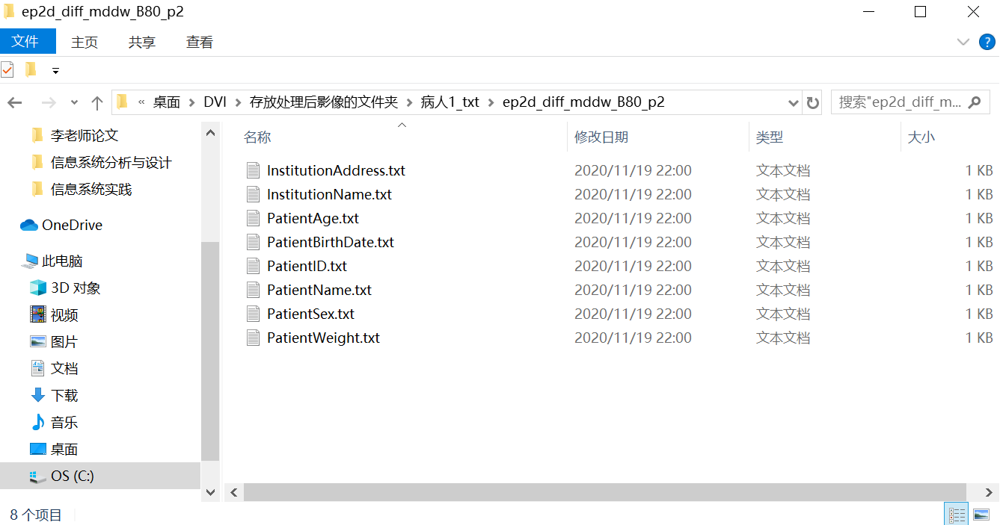 ep2d_diff_mddw_B80_p2
文件 主页 共享 查看
?
« 桌面 > DVI > 存放处理后影像的文件夹 > 病人1_txt > ep2d_diff_mddw_B80_p2 搜索"ep2d_diff_m...
李老师论文
信息系统分析与设计
信息系统实践
OneDrive
此电脑
3D 对象
视频
图片
文档
下载
音乐
桌面
OS (C:)
名称 修改日期 类型 大小
InstitutionAddress.txt 2020/11/19 22:00 文本文档 1 KB
InstitutionName.txt 2020/11/19 22:00 文本文档 1 KB
PatientAge.txt 2020/11/19 22:00 文本文档 1 KB
PatientBirthDate.txt 2020/11/19 22:00 文本文档 1 KB
PatientID.txt 2020/11/19 22:00 文本文档 1 KB
PatientName.txt 2020/11/19 22:00 文本文档 1 KB
PatientSex.txt 2020/11/19 22:00 文本文档 1 KB
PatientWeight.txt 2020/11/19 22:00 文本文档 1 KB
8 个项目